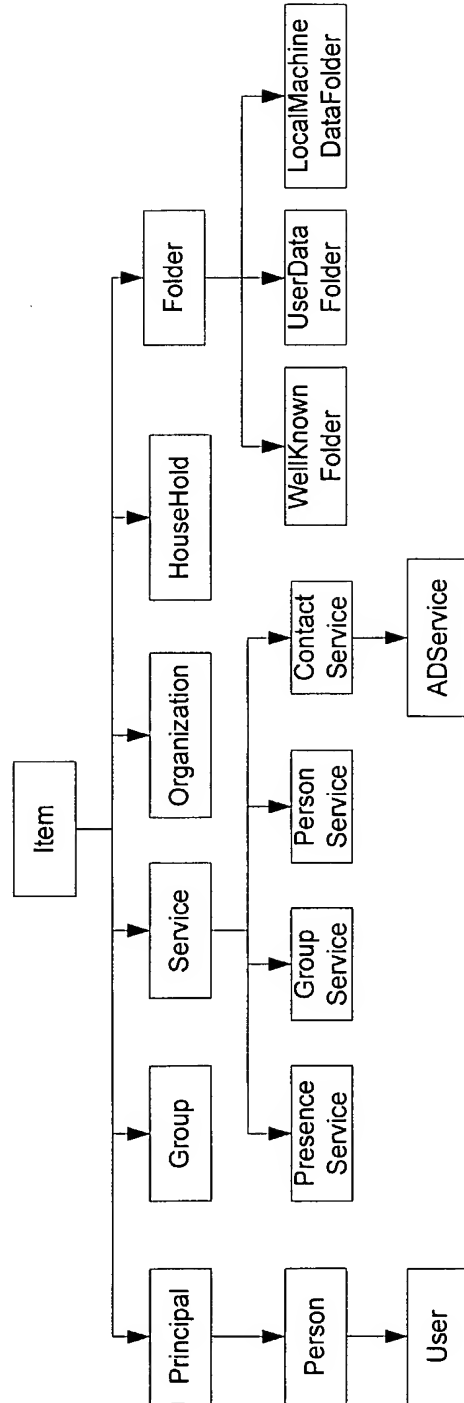 Item
Principal
Group
Service
Organization
HouseHold
Folder
Person
Presence
Service
Group
Service
Person
Service
Contact
Service
WellKnown
Folder
UserData
Folder
LocalMachine
DataFolder
User
ADService